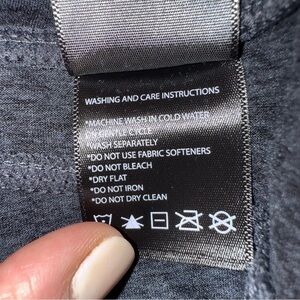 WASHING AND CARE INSTRUCTIONS
*MACHINE WASH IN COLD WATER
ON GENTLE CYCLE
*WASH SEPARATELY
*DO NOT USE FABRIC SOFTENERS
*DO NOT BLEACH
*DRY FLAT
*DO NOT IRON
*DO NOT DRY CLEAN